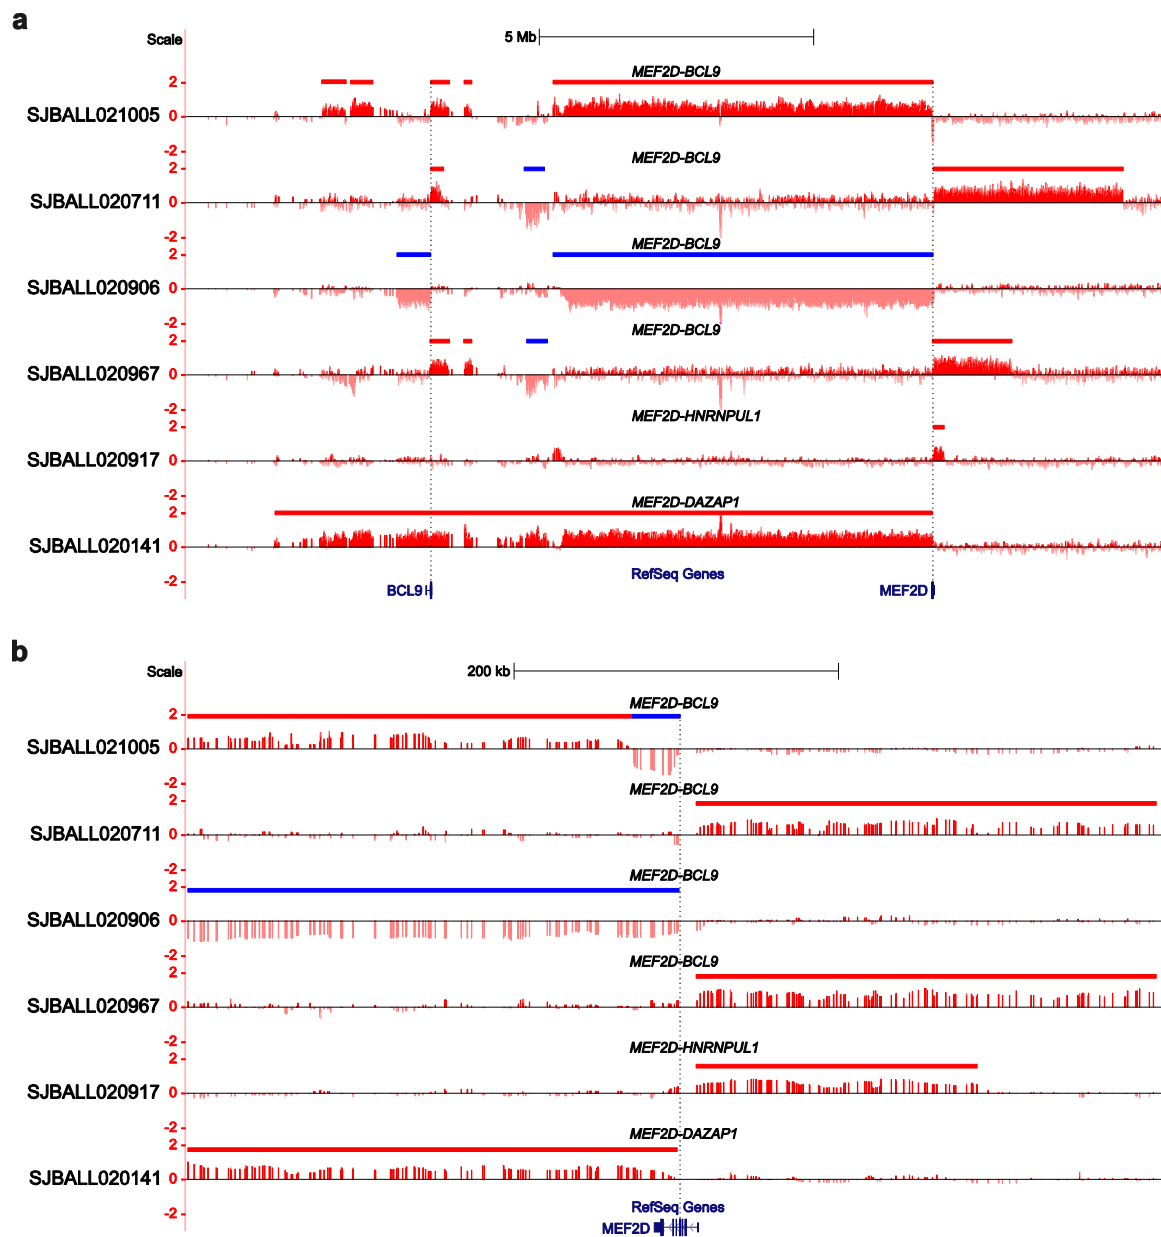 a
Scale 5 Mb
MEF2D-BCL9
2
SJBALL021005 0
-2
MEF2D-BCL9
2
SJBALL020711 0
-2
MEF2D-BCL9
2
SJBALL020906 0
-2
MEF2D-BCL9
2
SJBALL020967 0
-2
MEF2D-HNRNPUL1
2
SJBALL020917 0
-2
MEF2D-DAZAP1
2
SJBALL020141 0
RefSeq Genes
-2
BCL9 MEF2D
b
Scale 200 kb
MEF2D-BCL9
2
SJBALL021005 0
-2
MEF2D-BCL9
2
SJBALL020711 0
-2
MEF2D-BCL9
2
SJBALL020906 0
-2
MEF2D-BCL9
2
SJBALL020967 0
-2
MEF2D-HNRNPUL1
2
SJBALL020917 0
-2
MEF2D-DAZAP1
2
SJBALL020141 0
RefSeq Genes
-2
MEF2D